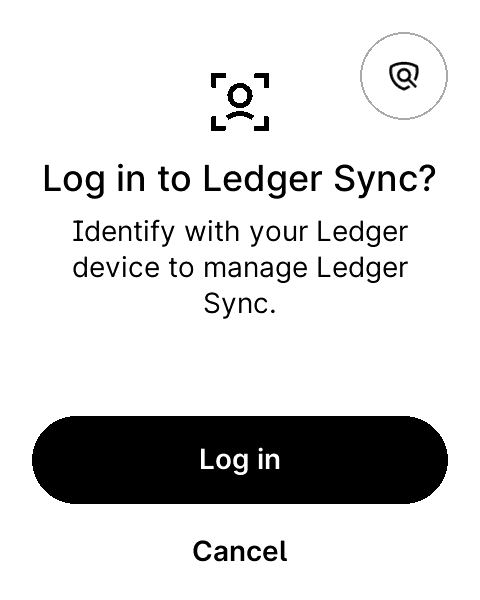 Log in to Ledger Sync?
Identify with your Ledger
device to manage Ledger
Sync.
Log in
Cancel